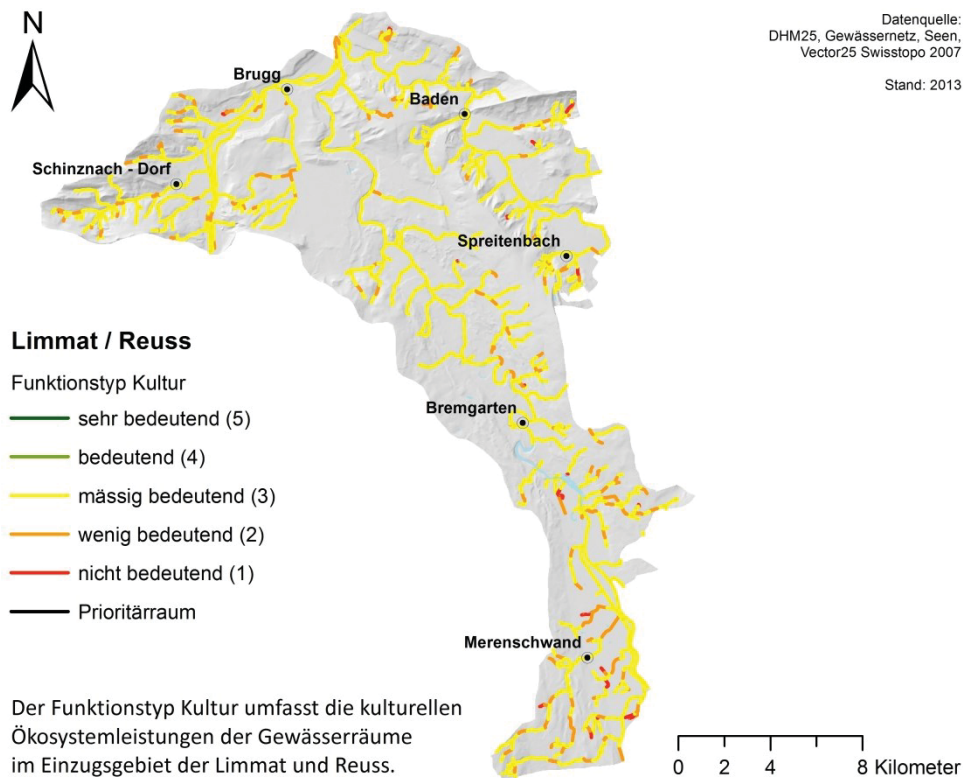 N
Datenquelle:
DHM25, Gewässernetz, Seen,
Vector25 Swisstopo 2007
Stand: 2013
Brugg
Baden
Schinznach - Dorf
Spreitenbach
Limmat / Reuss
Funktionstyp Kultur
sehr bedeutend (5)
bedeutend (4)
mässig bedeutend (3)
wenig bedeutend (2)
nicht bedeutend (1)
Prioritärraum
Bremgarten
Merenschwand
Der Funktionstyp Kultur umfasst die kulturellen
Ökosystemleistungen der Gewässerräume
im Einzugsgebiet der Limmat und Reuss.
0 2 4 8 Kilometer